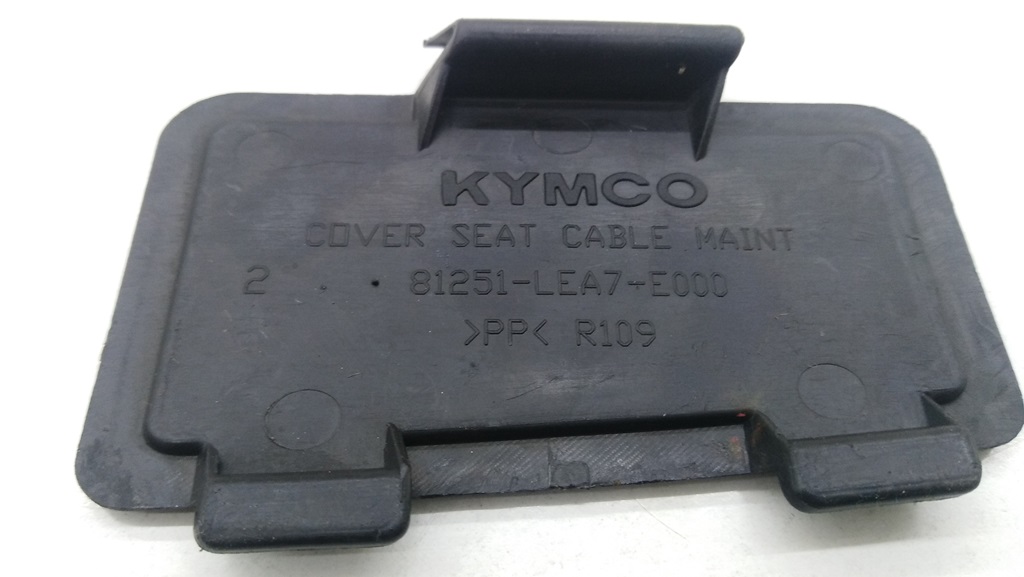 KYMCO
COVER SEAT CABLE MAINT
2 81251-LEA7-E000
>PP< R109